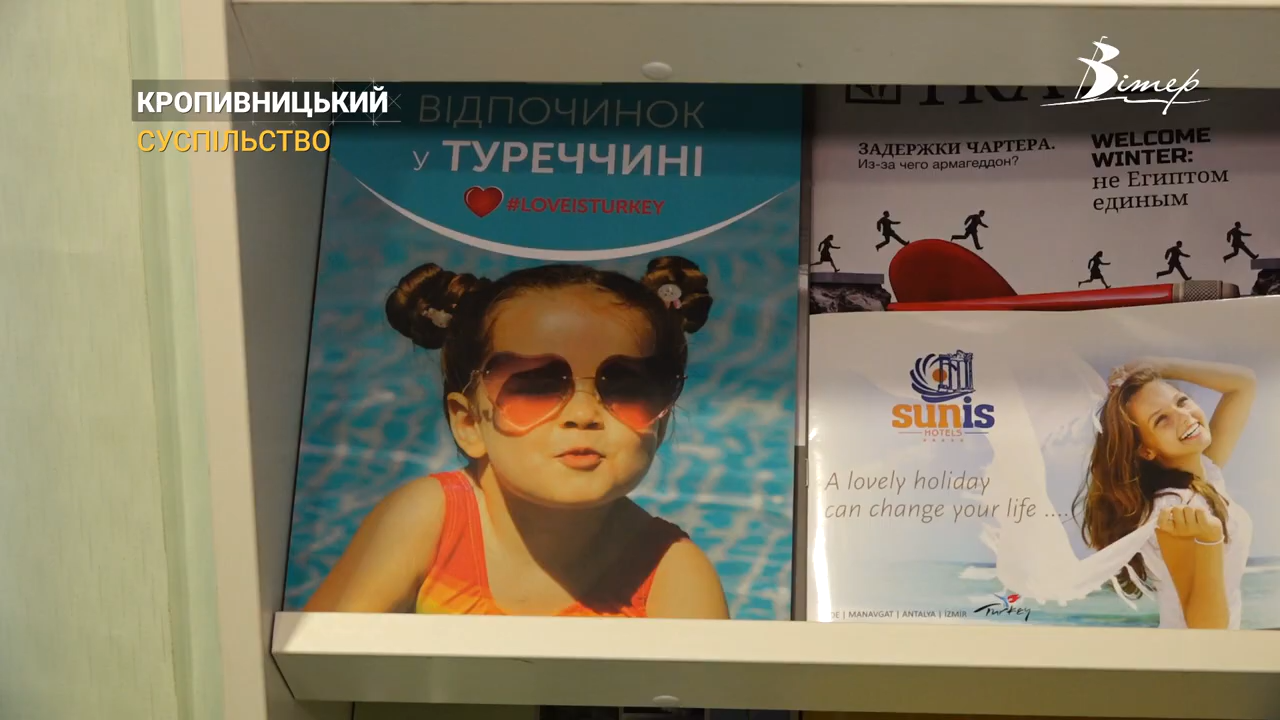 КРОПИВНИЦЬКИЙ
СУСПІЛЬСТВО
Вітер
ВІДПОЧИНОК
У ТУРЕЧЧИНІ
#LOVEISTURKEY
ЗАДЕРЖКИ ЧАРТЕРА.
Из-за чего армагеддон?
WELCOME
WINTER:
не Египтом
единым
sunis
HOTELS
A lovely holiday
can change your life ....
| MANAVGAT | ANTALYA | İZMİR
Turkey